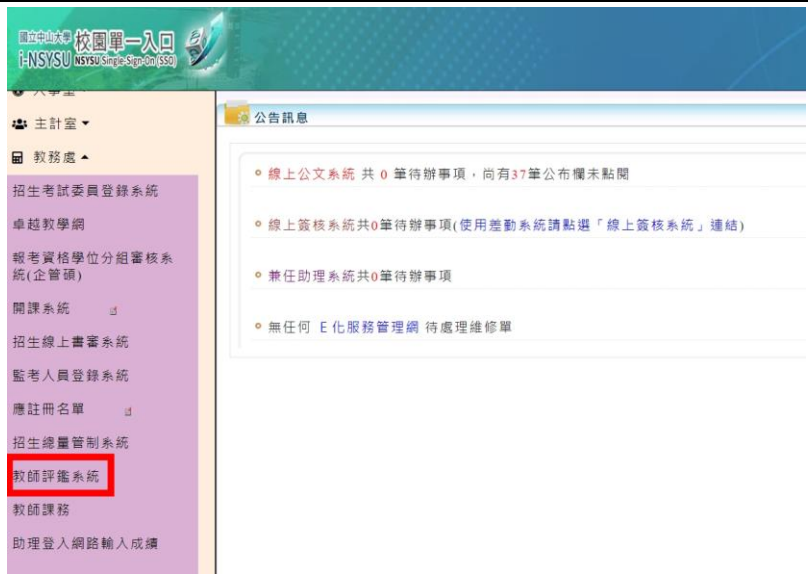 國立中山大學 校園單一入口
i-NSYSU NSYSU Single-Sign-On(SSO)
人事室
主計室
教務處
招生考試委員登錄系統
卓越教學網
報考資格學位分組審核系
統(企管碩)
開課系統
招生線上書審系統
監考人員登錄系統
應註冊名單
招生總量管制系統
教師評鑑系統
教師課務
助理登入網路輸入成績
公告訊息
線上公文系統 共 0 筆待辦事項，尚有37筆公布欄未點閱
線上簽核系統共0筆待辦事項(使用差勤系統請點選「線上簽核系統」連結)
兼任助理系統共0筆待辦事項
無任何 E化服務管理網 待處理維修單